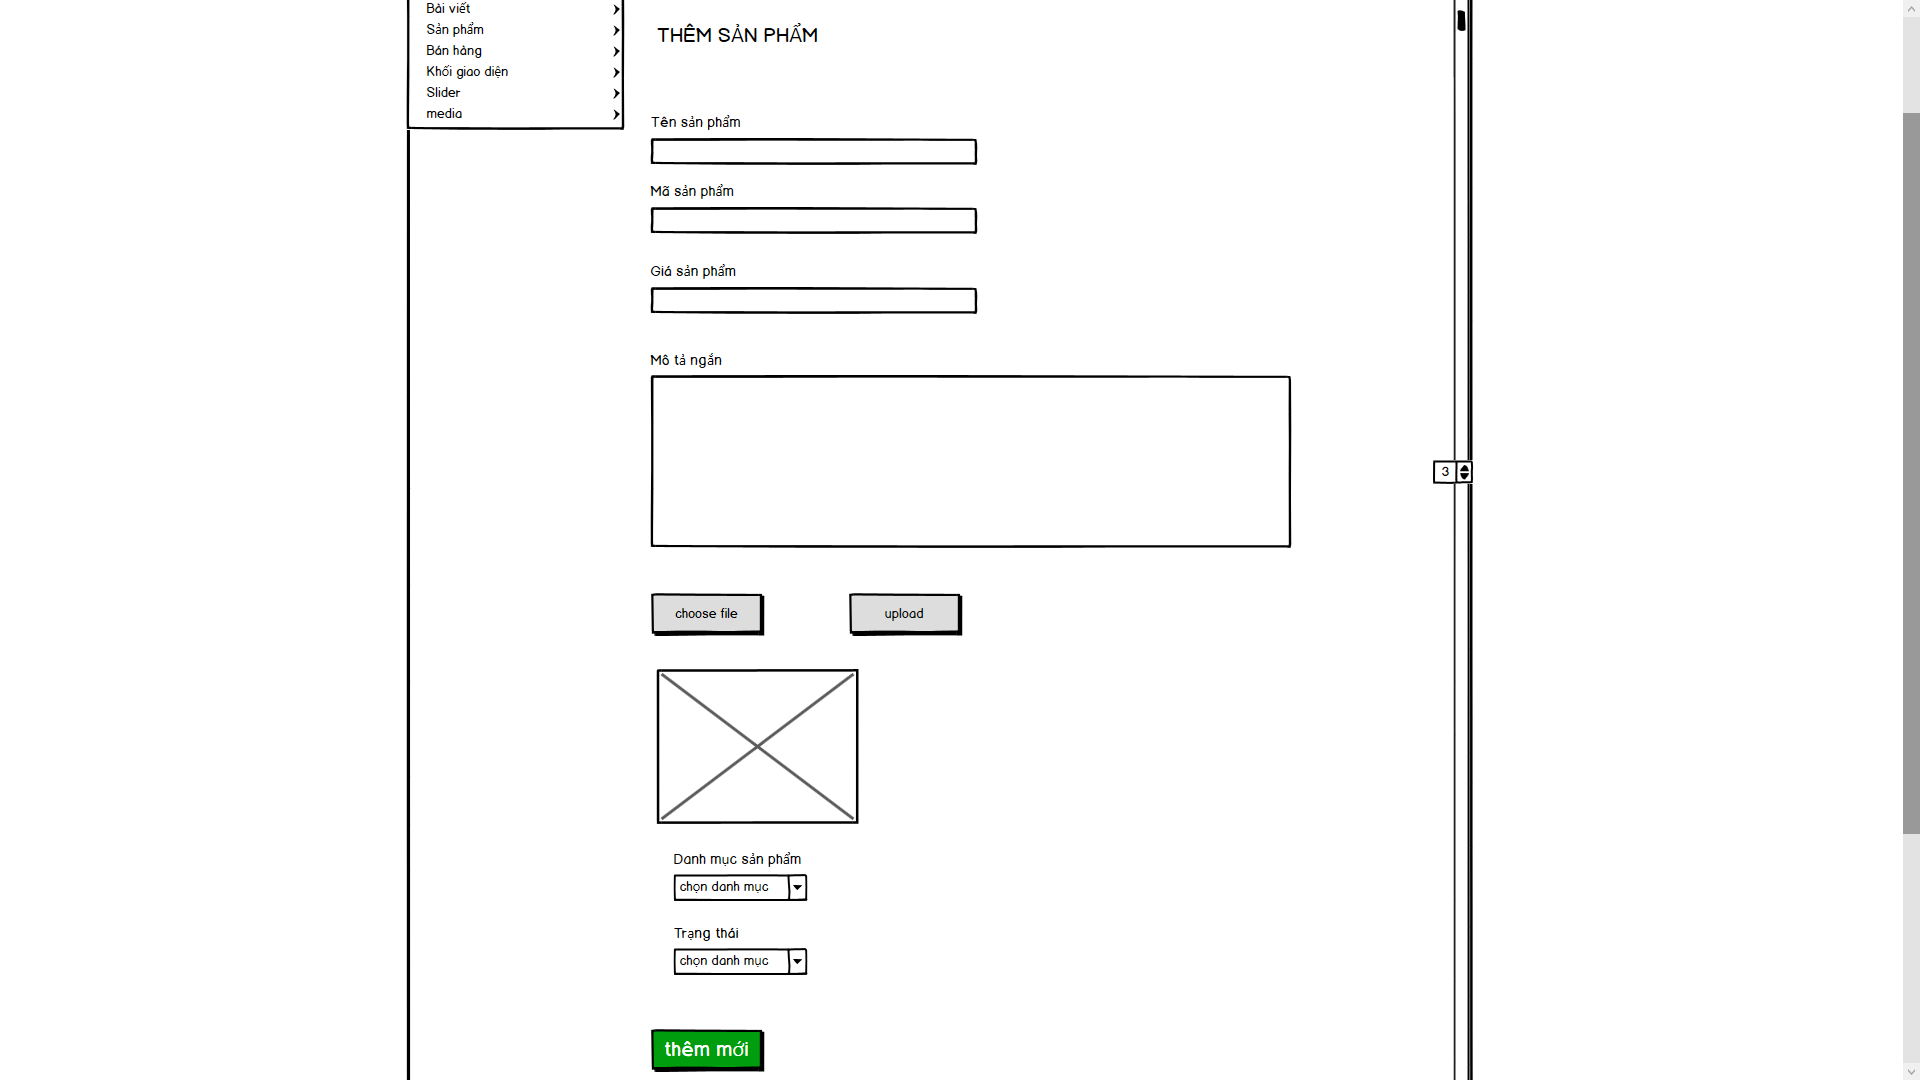 Bài viết
Sản phẩm
Bán hàng
Khối giao diện
Slider
media
THÊM SẢN PHẨM
Tên sản phẩm
Mã sản phẩm
Giá sản phẩm
Mô tả ngắn
3
choose file
upload
Danh mục sản phẩm
chọn danh mục
Trạng thái
chọn danh mục
thêm mới